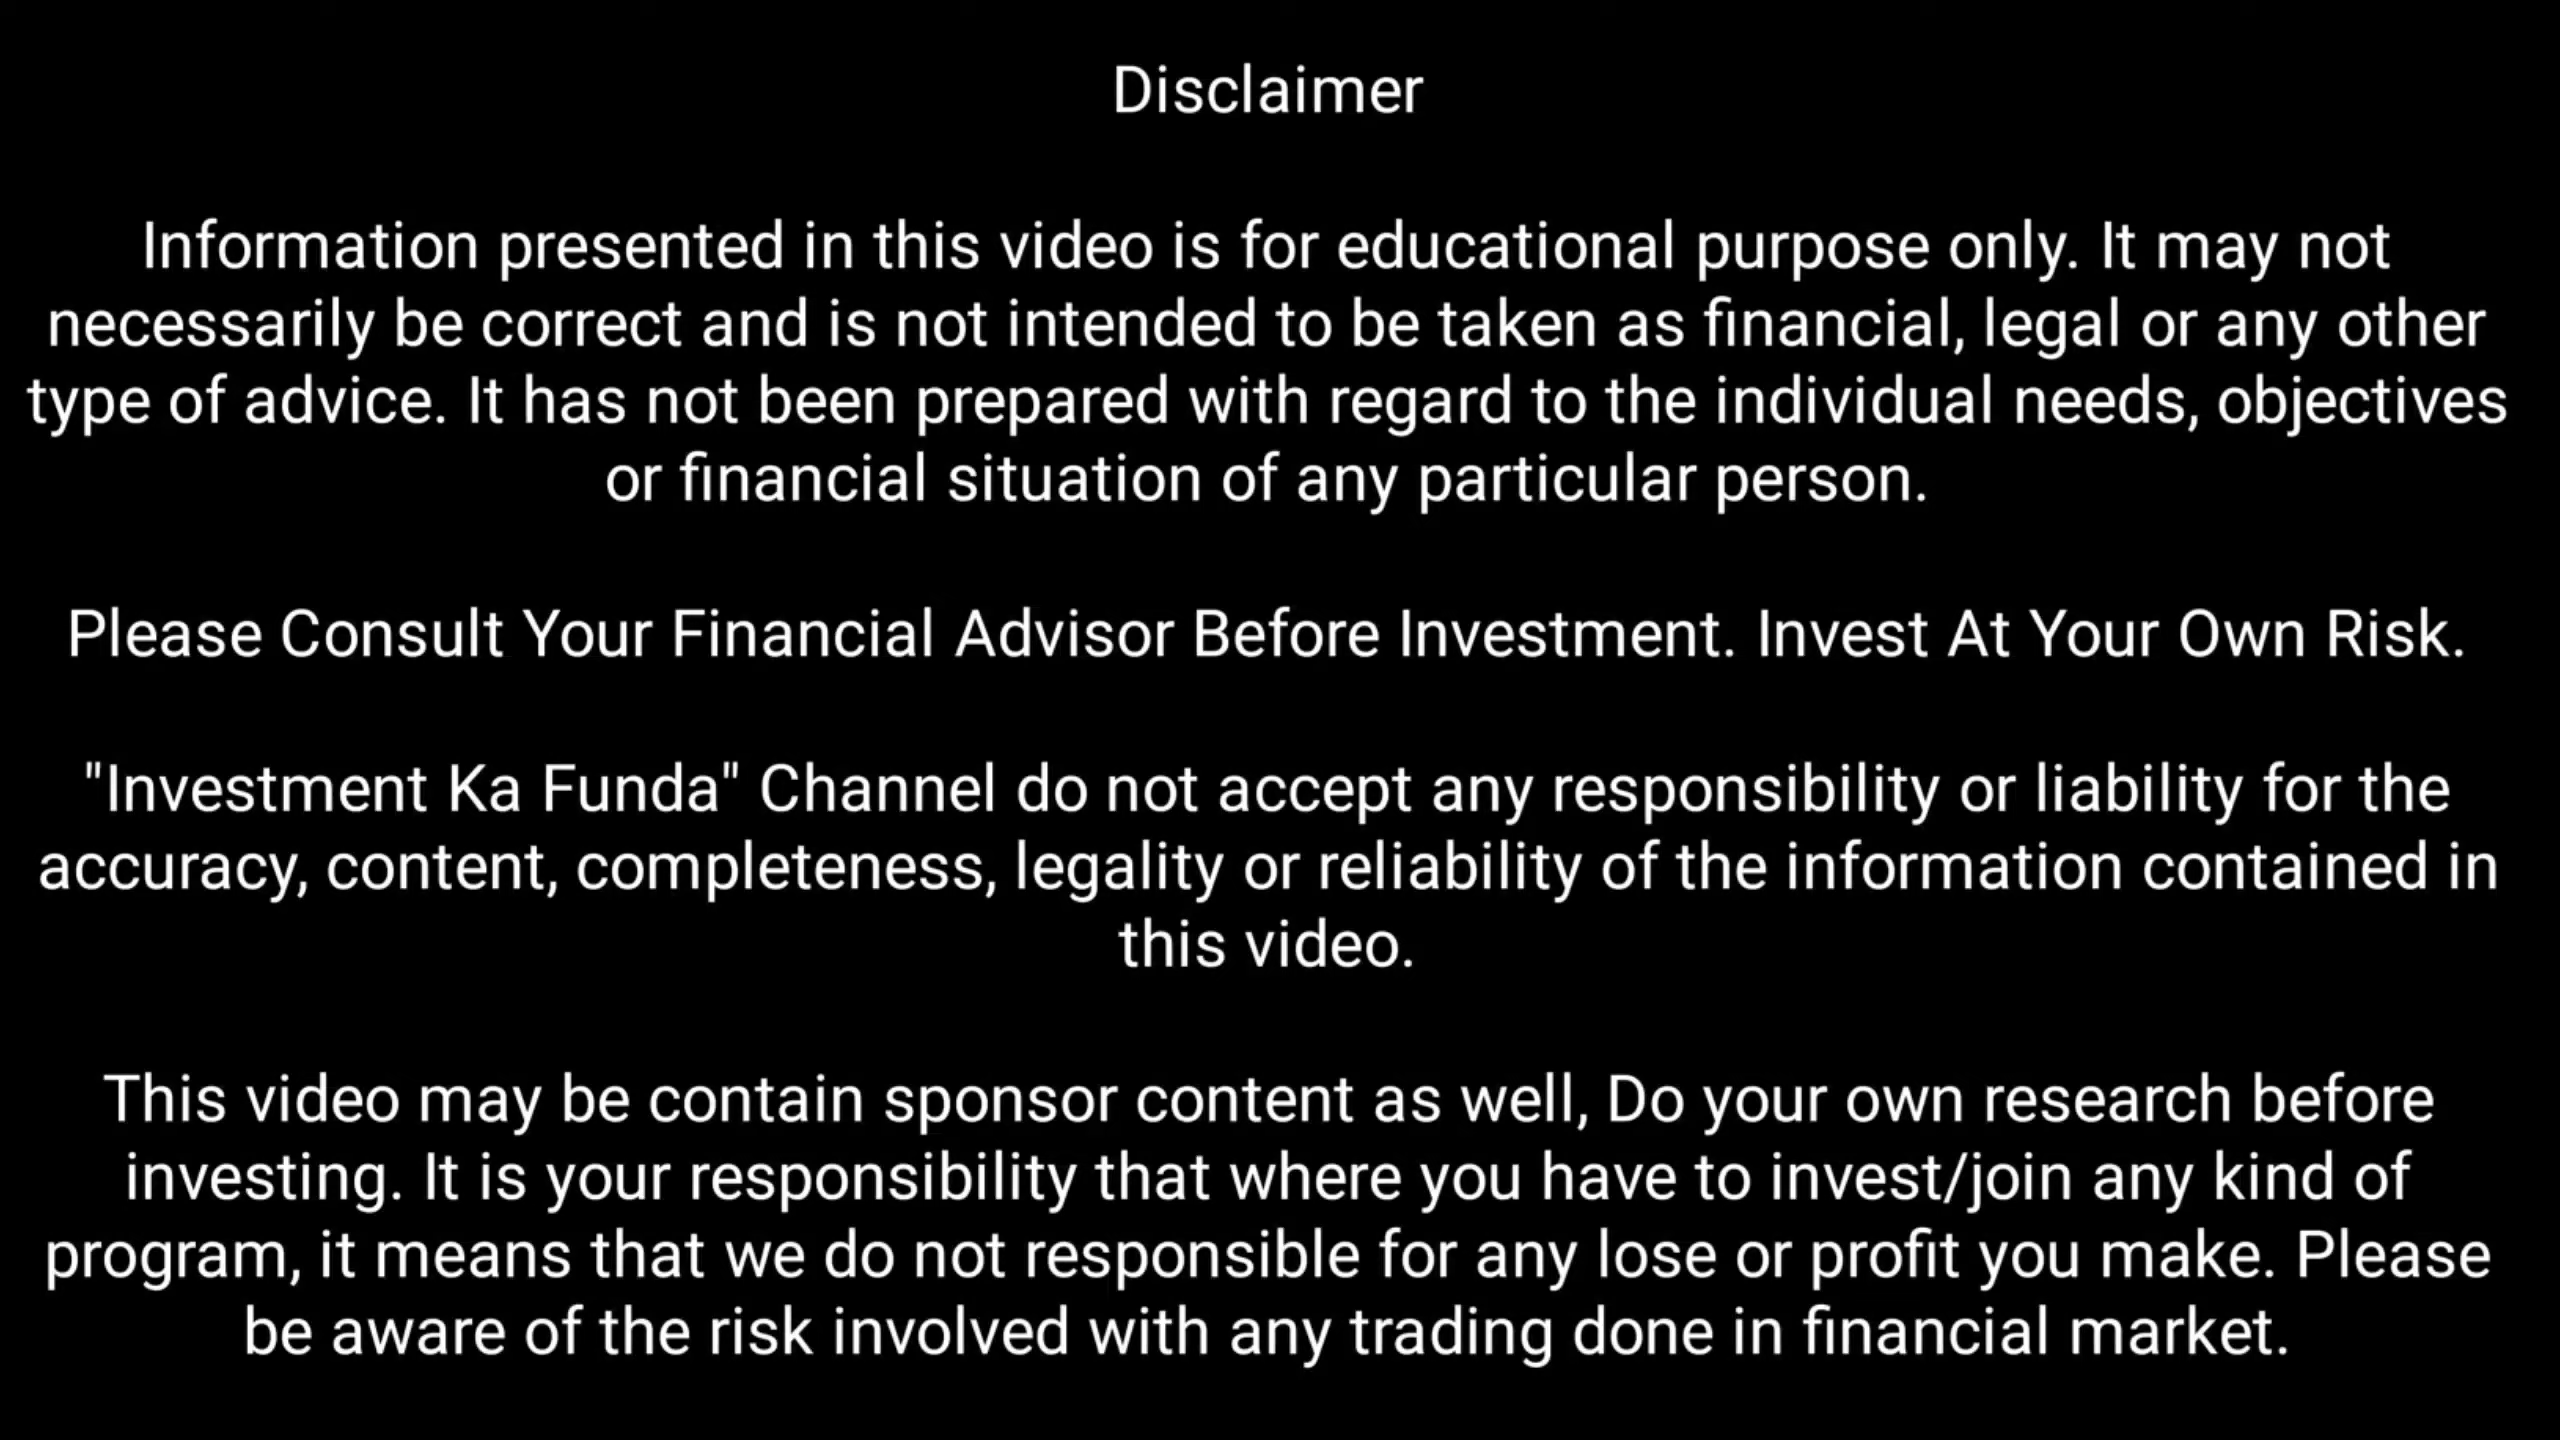 Disclaimer
Information presented in this video is for educational purpose only. It may not
necessarily be correct and is not intended to be taken as financial, legal or any other
type of advice. It has not been prepared with regard to the individual needs, objectives
or financial situation of any particular person.
Please Consult Your Financial Advisor Before Investment. Invest At Your Own Risk.
"Investment Ka Funda" Channel do not accept any responsibility or liability for the
accuracy, content, completeness, legality or reliability of the information contained in
this video.
This video may be contain sponsor content as well, Do your own research before
investing. It is your responsibility that where you have to invest/join any kind of
program, it means that we do not responsible for any lose or profit you make. Please
be aware of the risk involved with any trading done in financial market.